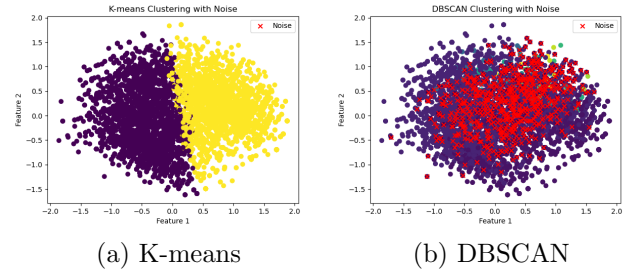 K-means Clustering with Noise
× Noise
2.0
1.5
1.0
0.5
0.0
−0.5
−1.0
−1.5
Feature 2
−2.0 −1.5 −1.0 −0.5 0.0 0.5 1.0 1.5 2.0
Feature 1
(a) K-means
DBSCAN Clustering with Noise
× Noise
2.0
1.5
1.0
0.5
0.0
−0.5
−1.0
−1.5
Feature 2
−2.0 −1.5 −1.0 −0.5 0.0 0.5 1.0 1.5 2.0
Feature 1
(b) DBSCAN